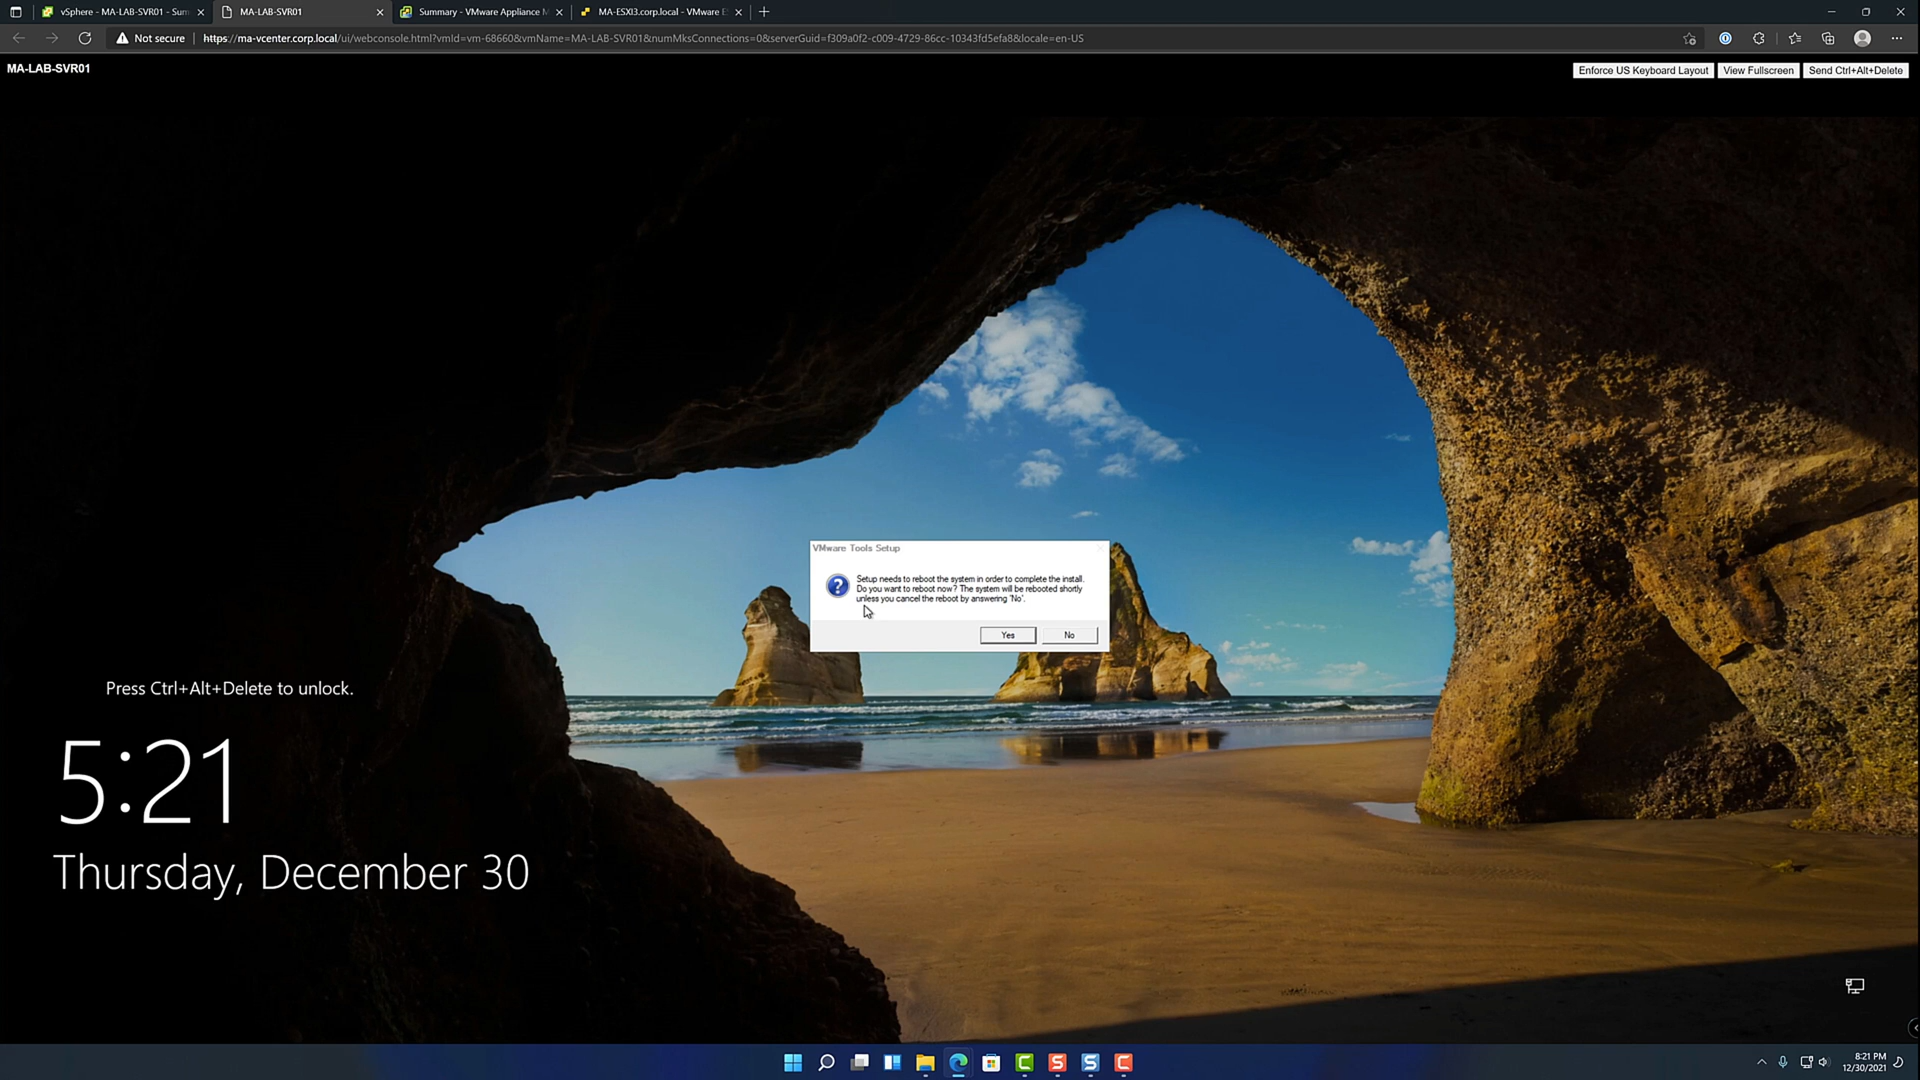 vSphere - MA-LAB-SVR01 - Sum
MA-LAB-SVR01
Summary - VMware Appliance M
MA-ESXI3.corp.local - VMware E
Not secure
https://ma-vcenter.corp.local/ui/webconsole.html?vmId=vm-68660&vmName=MA-LAB-SVR01&numMksConnections=0&serverGuid=f309a0f2-c009-4729-86cc-10343fd5efa8&locale=en-US
MA-LAB-SVR01
Enforce US Keyboard Layout
View Fullscreen
Send Ctrl+Alt+Delete
VMware Tools Setup
Setup needs to reboot the system in order to complete the install.
Do you want to reboot now? The system will be rebooted shortly
unless you cancel the reboot by answering 'No'.
Yes
No
Press Ctrl+Alt+Delete to unlock.
5:21
Thursday, December 30
8:21 PM
12/30/2021